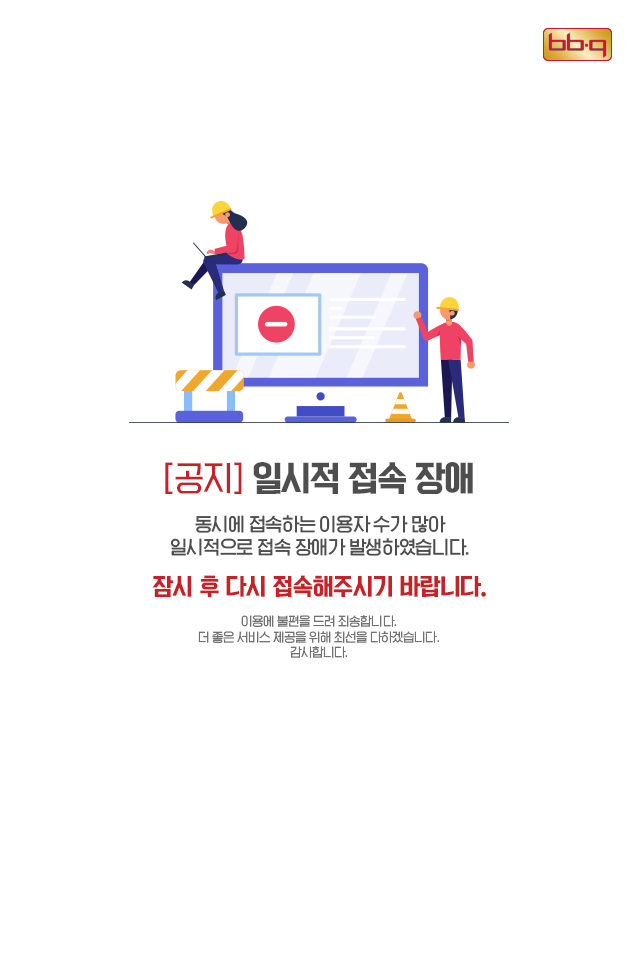 bb.q
[공지] 일시적 접속 장애
동시에 접속하는 이용자 수가 많아
일시적으로 접속 장애가 발생하였습니다.
잠시 후 다시 접속해주시기 바랍니다.
이용에 불편을 드려 죄송합니다.
더 좋은 서비스 제공을 위해 최선을 다하겠습니다.
감사합니다.